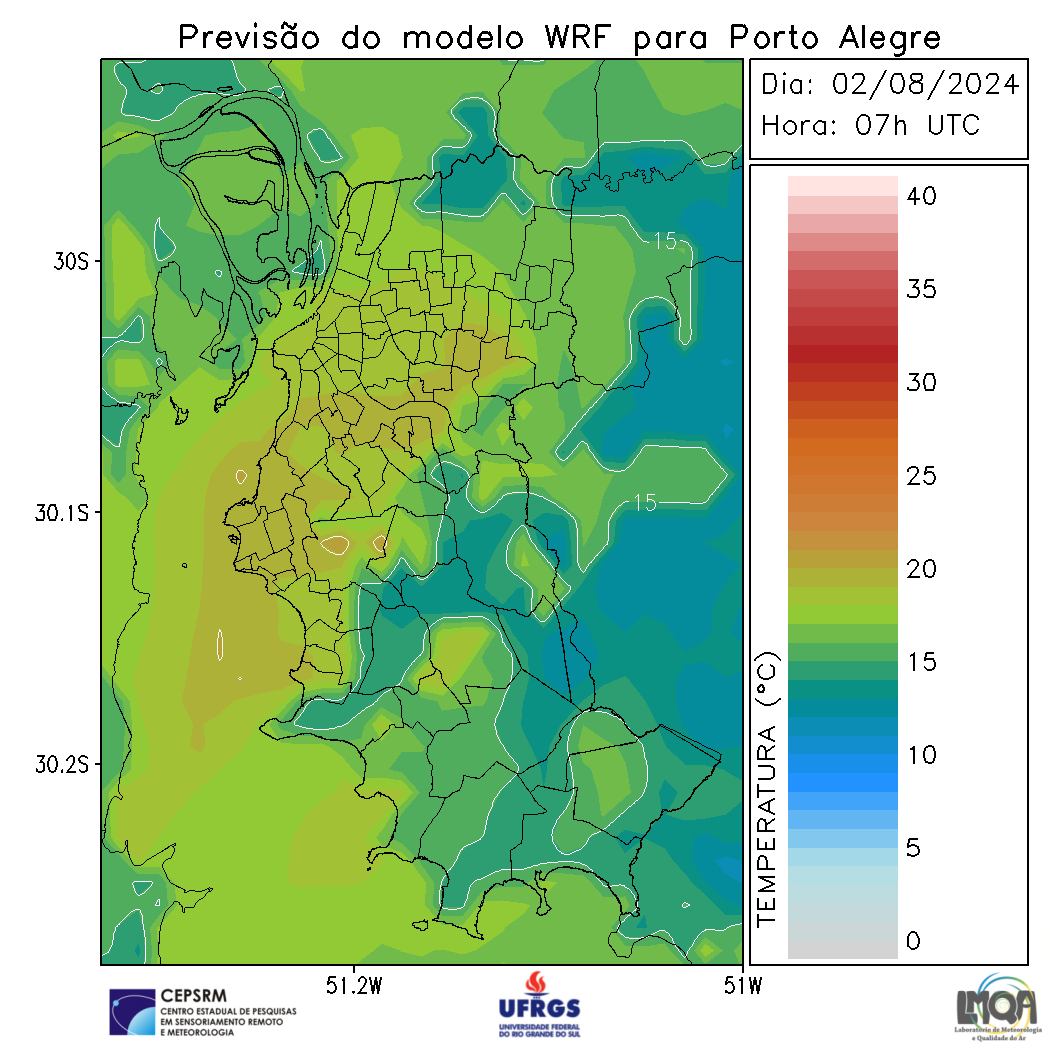 Previsão do modelo WRF para Porto Alegre
Dia: 02/08/2024
Hora: 07h UTC
40
35
30
25
20
15
10
5
0
TEMPERATURA (°C)
15
15
30S
30.1S
30.2S
51.2W
51W
CEPSRM
CENTRO ESTADUAL DE PESQUISAS
EM SENSORIAMENTO REMOTO
E METEOROLOGIA
UFRGS
UNIVERSIDADE FEDERAL
DO RIO GRANDE DO SUL
LMQA
Laboratório de Meteorologia
e Qualidade do Ar